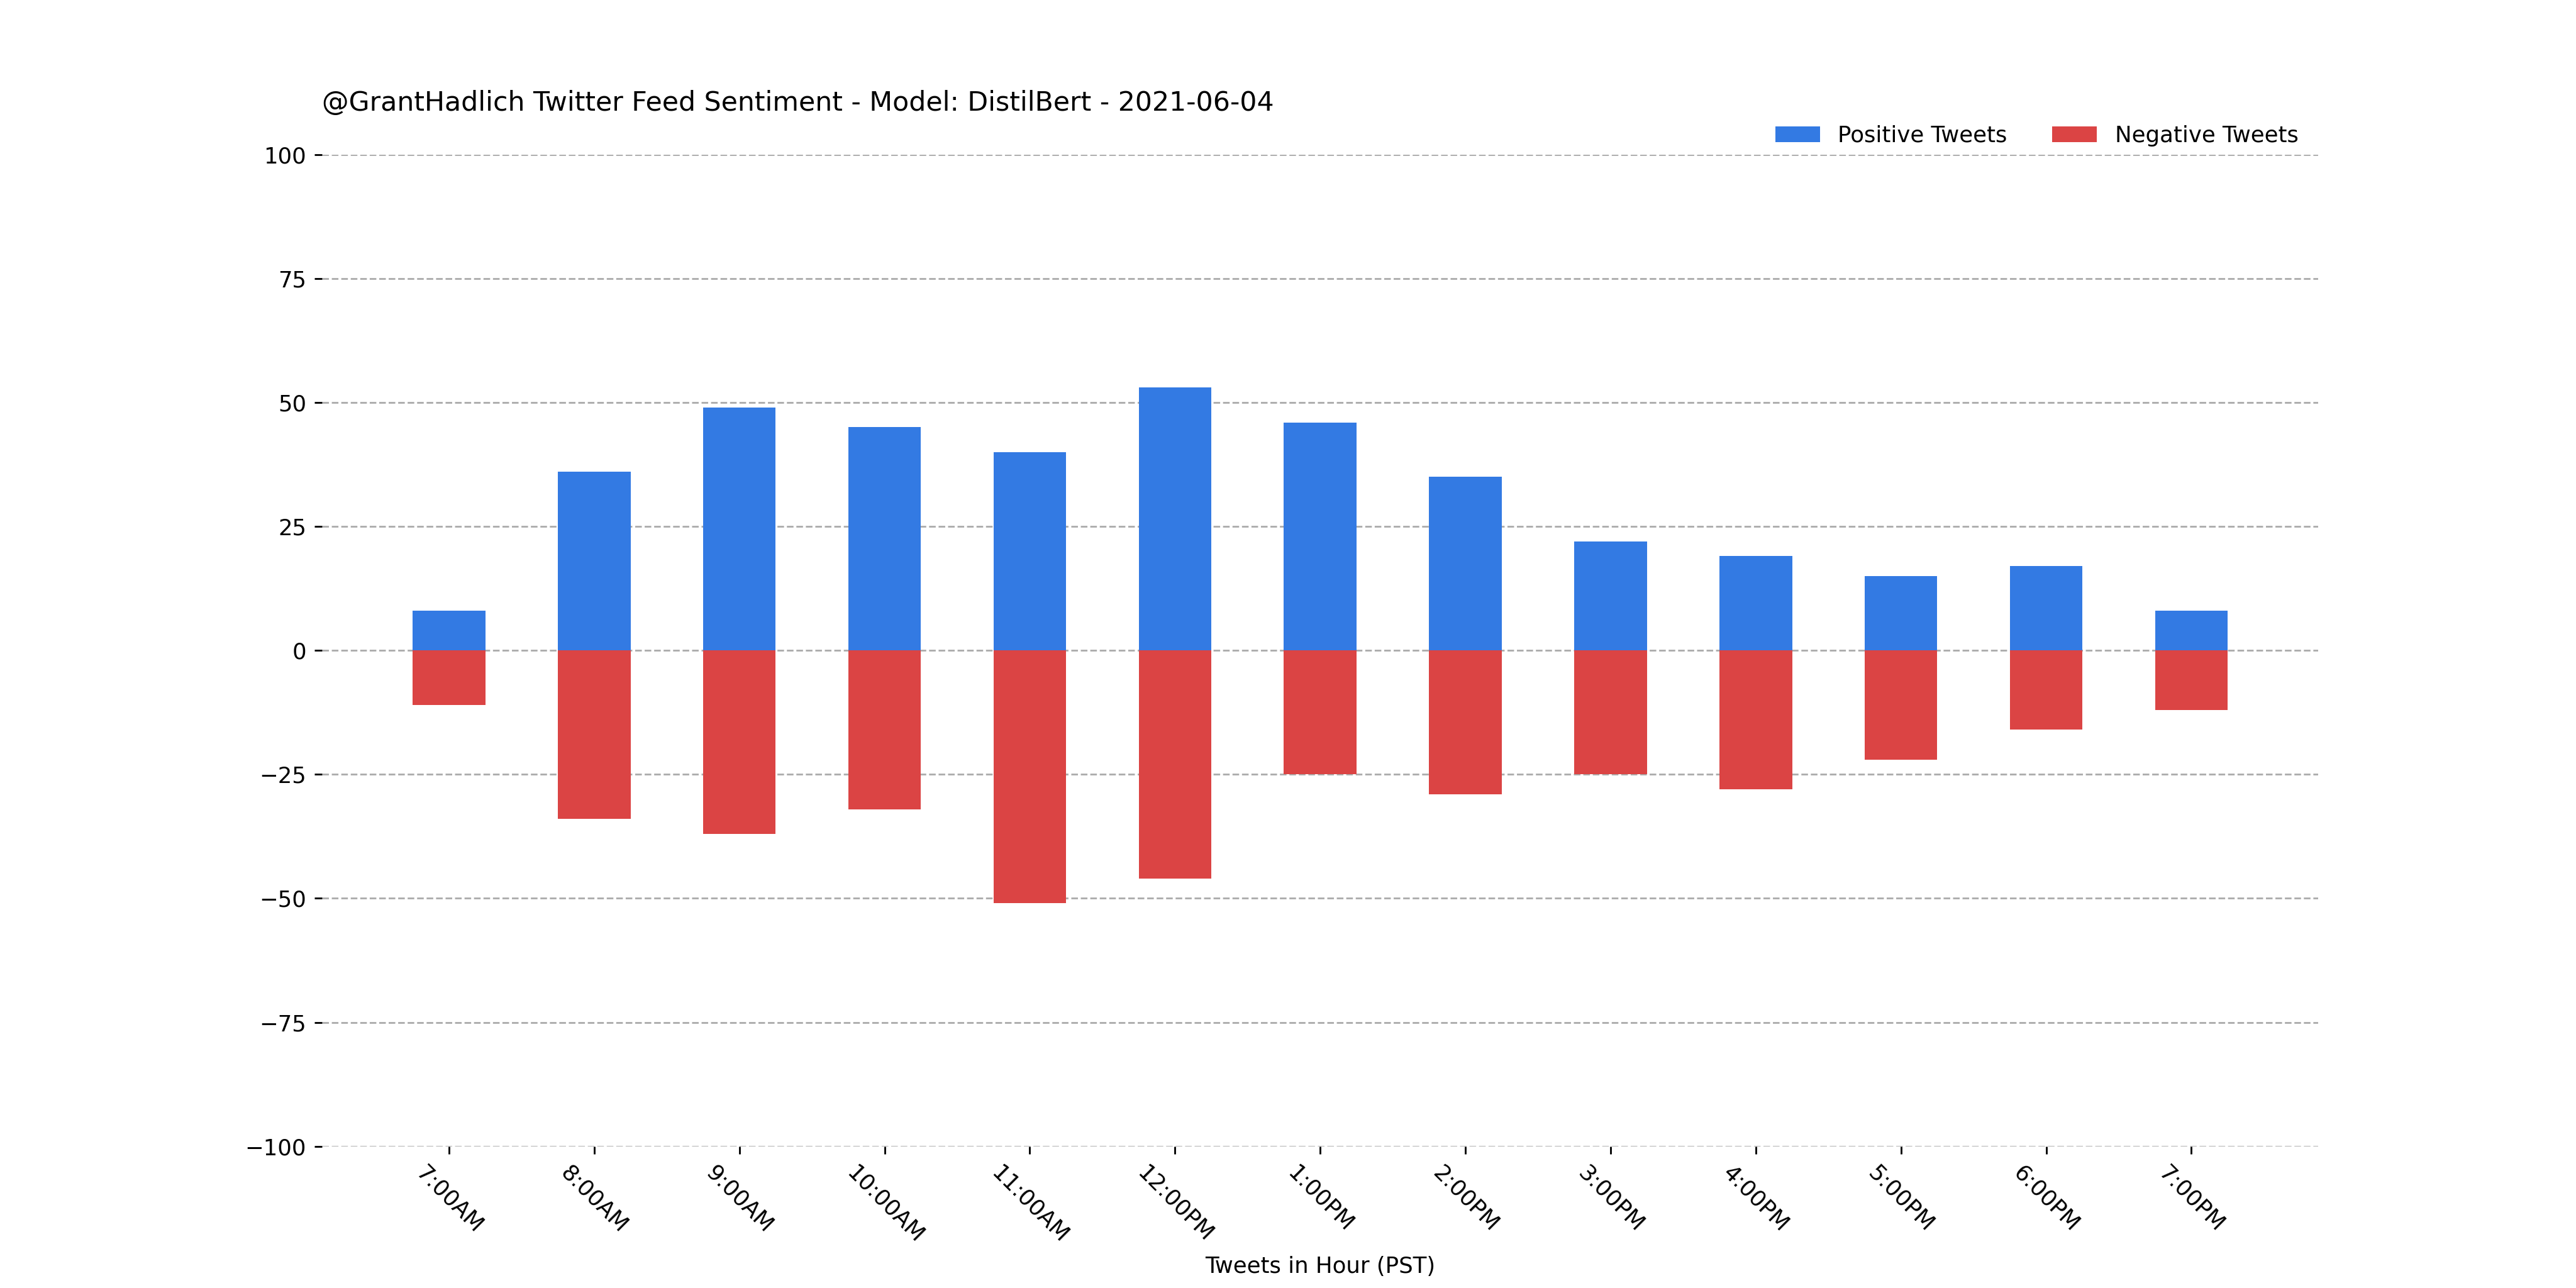 @GrantHadlich Twitter Feed Sentiment - Model: DistilBert - 2021-06-04
Positive Tweets
Negative Tweets
100
75
50
25
0
−25
−50
−75
−100
7:00AM
8:00AM
9:00AM
10:00AM
11:00AM
12:00PM
1:00PM
2:00PM
3:00PM
4:00PM
5:00PM
6:00PM
7:00PM
Tweets in Hour (PST)